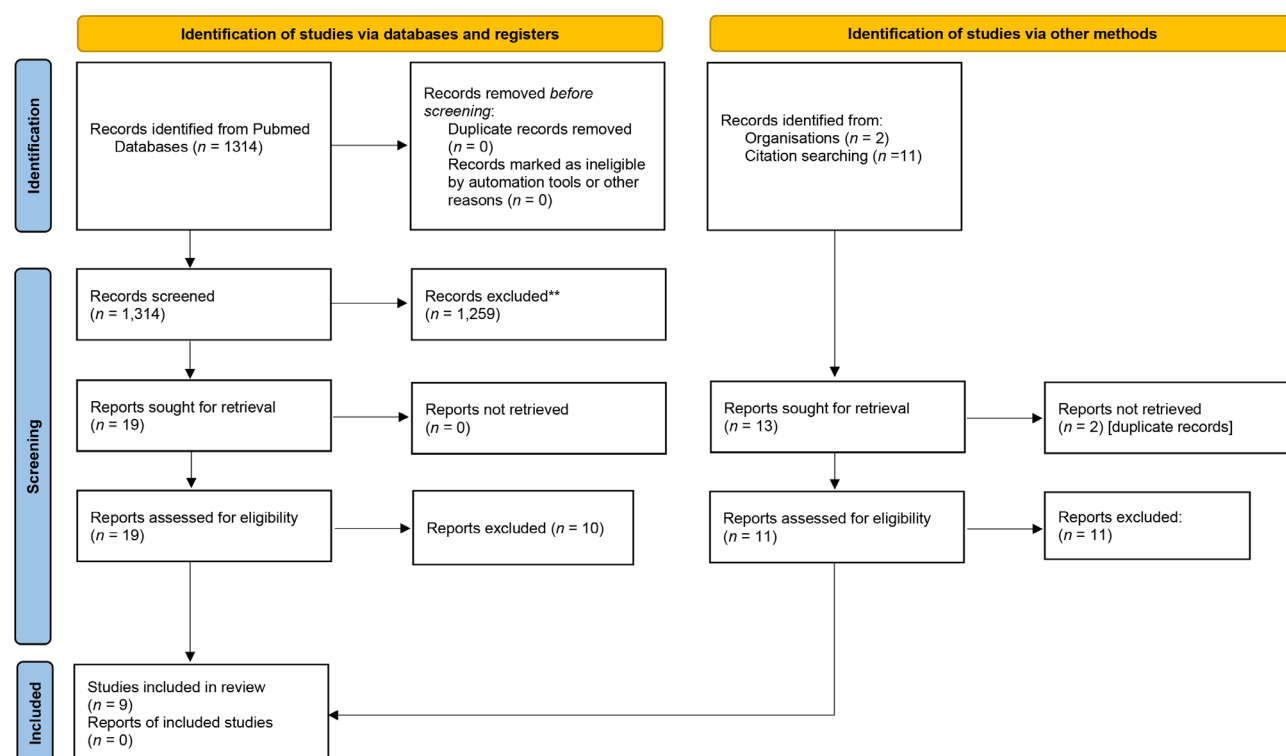 Identification of studies via databases and registers
Identification of studies via other methods
Identification
Records identified from Pubmed
Databases (n = 1314)
Records removed before
screening:
Duplicate records removed
(n = 0)
Records marked as ineligible
by automation tools or other
reasons (n = 0)
Records identified from:
Organisations (n = 2)
Citation searching (n =11)
Screening
Records screened
(n = 1,314)
Records excluded**
(n = 1,259)
Reports sought for retrieval
(n = 19)
Reports not retrieved
(n = 0)
Reports sought for retrieval
(n = 13)
Reports not retrieved
(n = 2) [duplicate records]
Reports assessed for eligibility
(n = 19)
Reports excluded (n = 10)
Reports assessed for eligibility
(n = 11)
Reports excluded:
(n = 11)
Included
Studies included in review
(n = 9)
Reports of included studies
(n = 0)